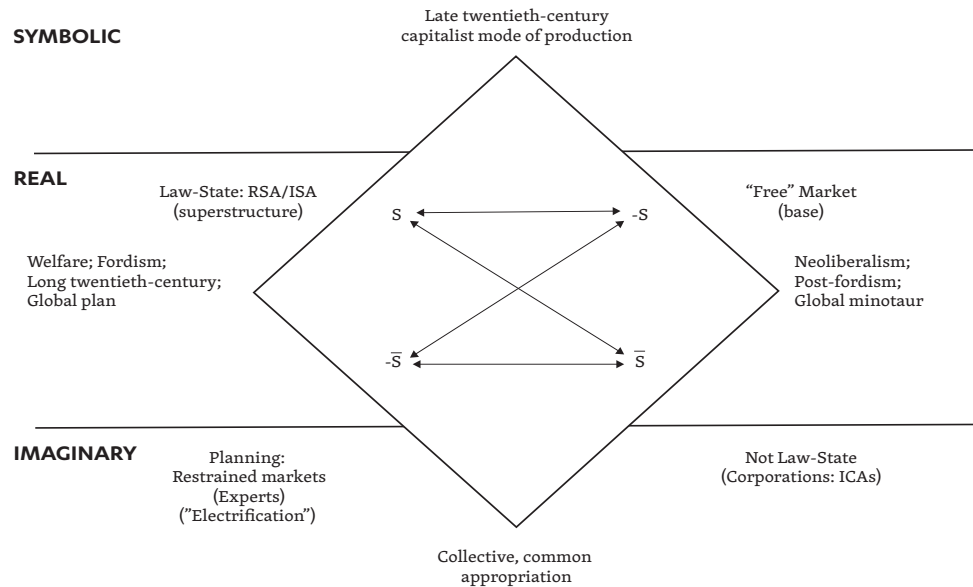 Late twentieth-century
capitalist mode of production
SYMBOLIC
REAL
Law-State: RSA/ISA
(superstructure)
“Free” Market
(base)
S
-S
Welfare; Fordism;
Long twentieth-century;
Global plan
Neoliberalism;
Post-fordism;
Global minotaur
-S̅
S̅
IMAGINARY
Planning:
Restrained markets
(Experts)
(”Electrification”)
Not Law-State
(Corporations: ICAs)
Collective, common
appropriation